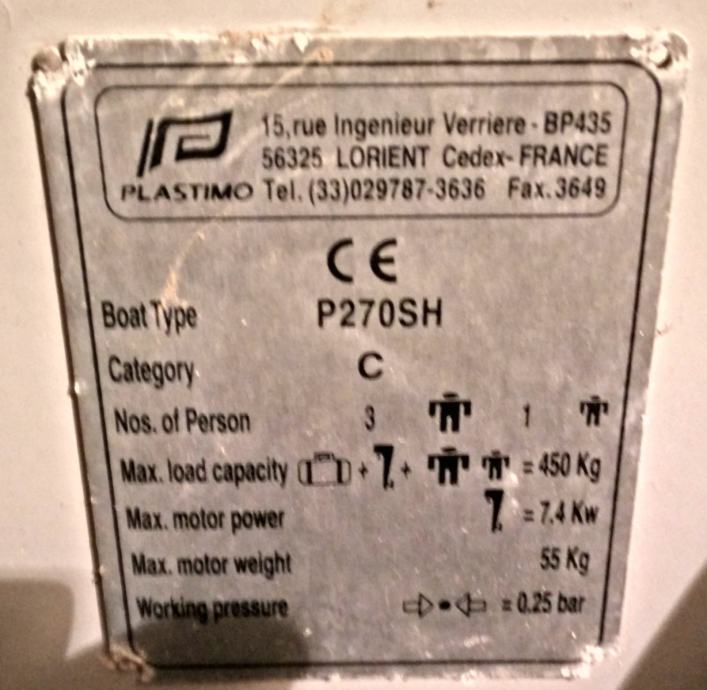 PLASTIMO
15,rue Ingenieur Verriere - BP435
56325 LORIENT Cedex- FRANCE
Tel. (33)029787-3636 Fax. 3649
CE
Boat Type P270SH
Category C
Nos. of Person 3 1
Max. load capacity + + = 450 Kg
Max. motor power = 7.4 Kw
Max. motor weight 55 Kg
Working pressure = 0.25 bar